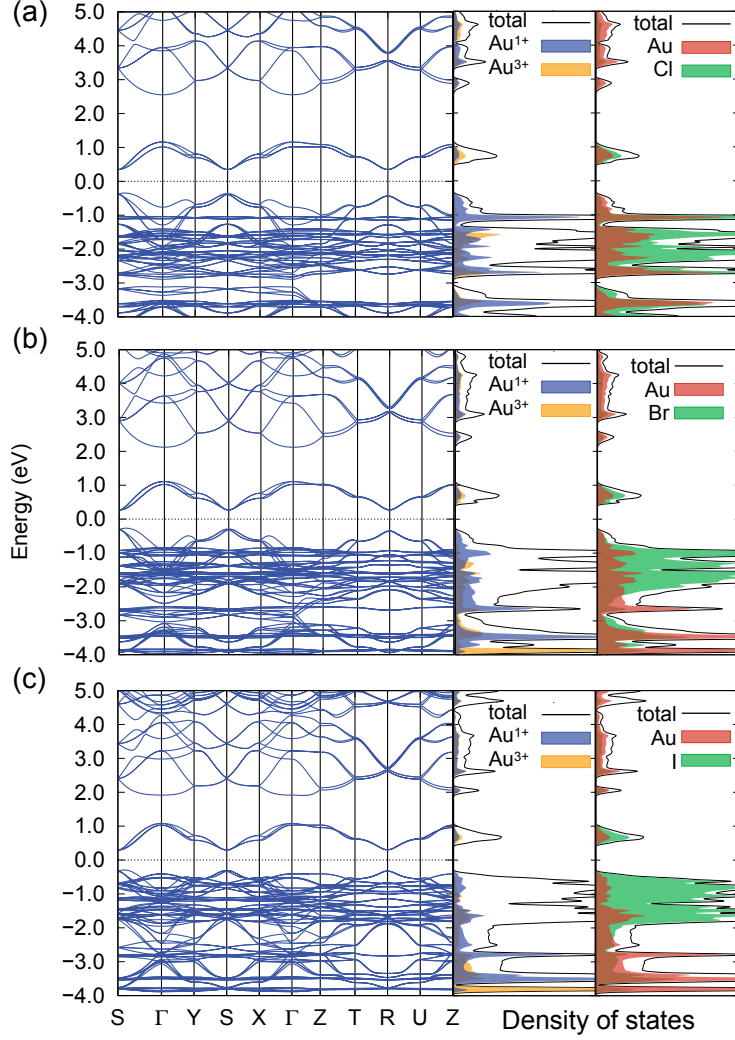 (a)
5.0
4.0
3.0
2.0
1.0
0.0
−1.0
−2.0
−3.0
−4.0
total
Au1+
Au3+
total
Au
Cl
(b)
5.0
4.0
3.0
2.0
1.0
0.0
−1.0
−2.0
−3.0
−4.0
Energy (eV)
total
Au1+
Au3+
total
Au
Br
(c)
5.0
4.0
3.0
2.0
1.0
0.0
−1.0
−2.0
−3.0
−4.0
total
Au1+
Au3+
total
Au
I
S Γ Y S X Γ Z T R U Z
Density of states